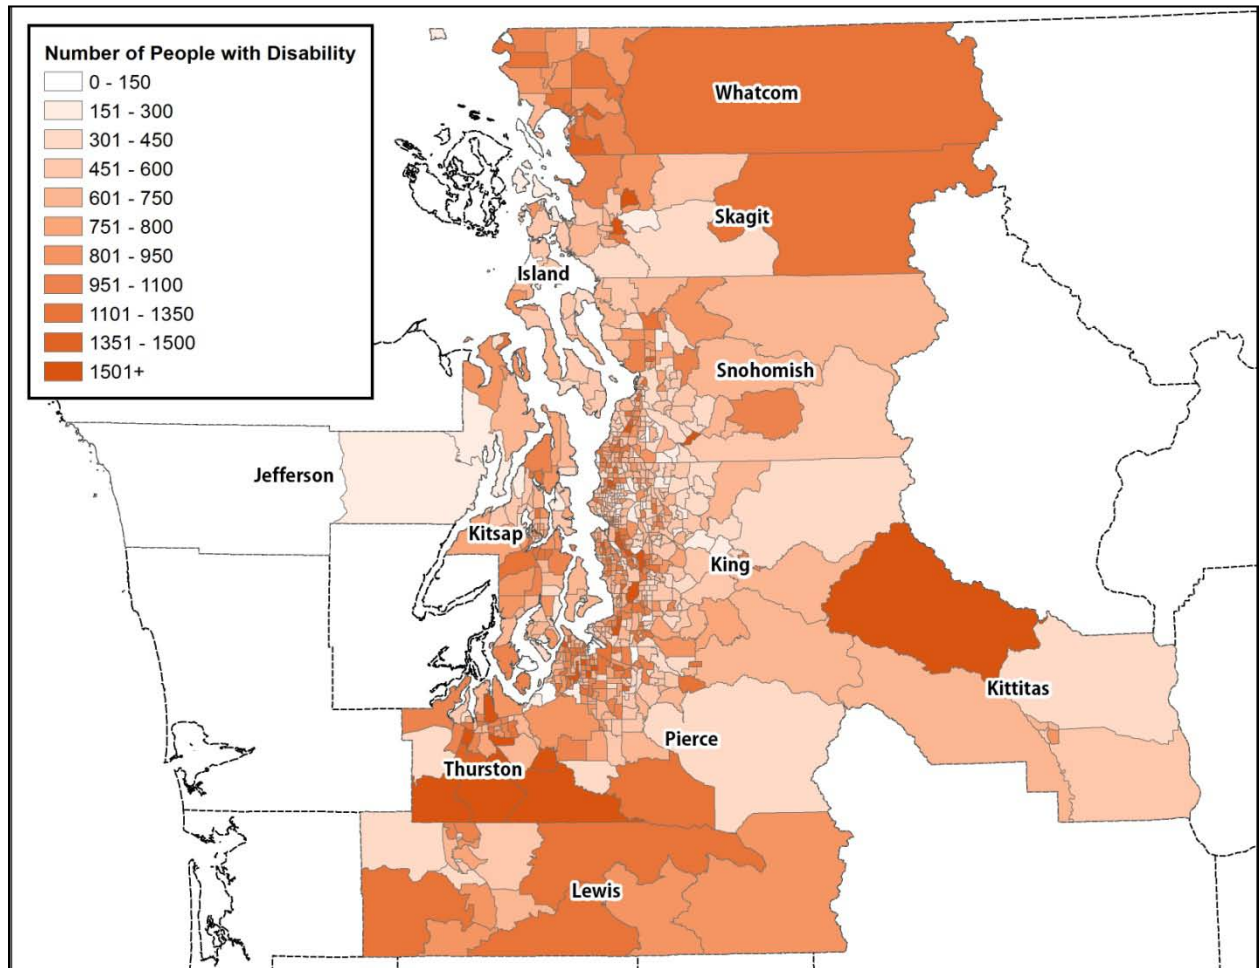 Number of People with Disability
0 - 150
151 - 300
301 - 450
451 - 600
601 - 750
751 - 800
801 - 950
951 - 1100
1101 - 1350
1351 - 1500
1501+
Whatcom
Skagit
Island
Snohomish
Jefferson
Kitsap
King
Kittitas
Pierce
Thurston
Lewis